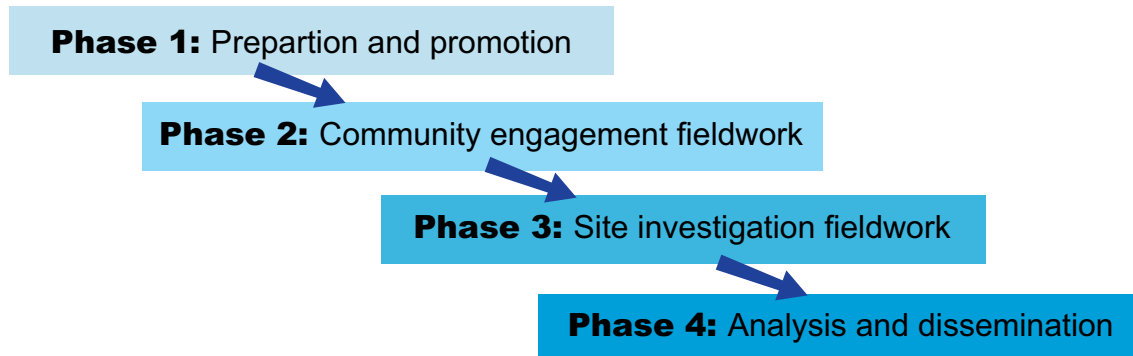 Phase 1: Prepartion and promotion
Phase 2: Community engagement fieldwork
Phase 3: Site investigation fieldwork
Phase 4: Analysis and dissemination